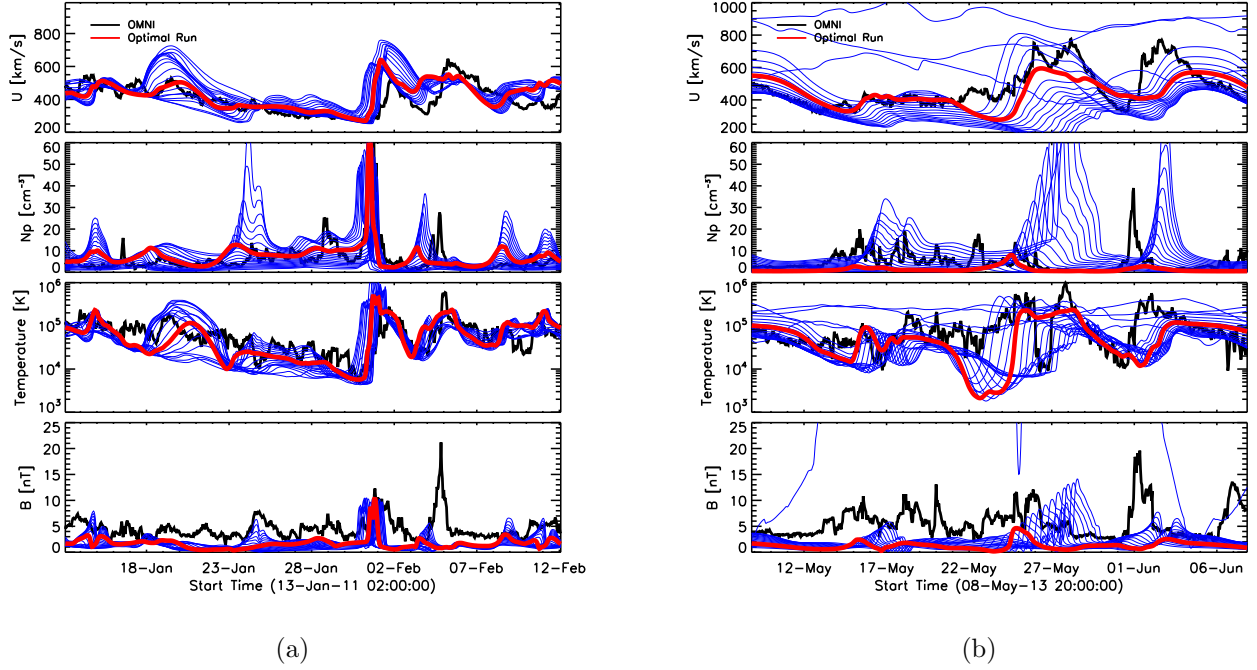 OMNI
Optimal Run
U [km/s]
800
600
400
200
Np [cm⁻³]
60
50
40
30
20
10
0
Temperature [K]
10⁶
10⁵
10⁴
10³
B [nT]
25
20
15
10
5
0
18-Jan 23-Jan 28-Jan 02-Feb 07-Feb 12-Feb
Start Time (13-Jan-11 02:00:00)
(a)
OMNI
Optimal Run
U [km/s]
1000
800
600
400
200
Np [cm⁻³]
60
50
40
30
20
10
0
Temperature [K]
10⁶
10⁵
10⁴
10³
B [nT]
25
20
15
10
5
0
12-May 17-May 22-May 27-May 01-Jun 06-Jun
Start Time (08-May-13 20:00:00)
(b)